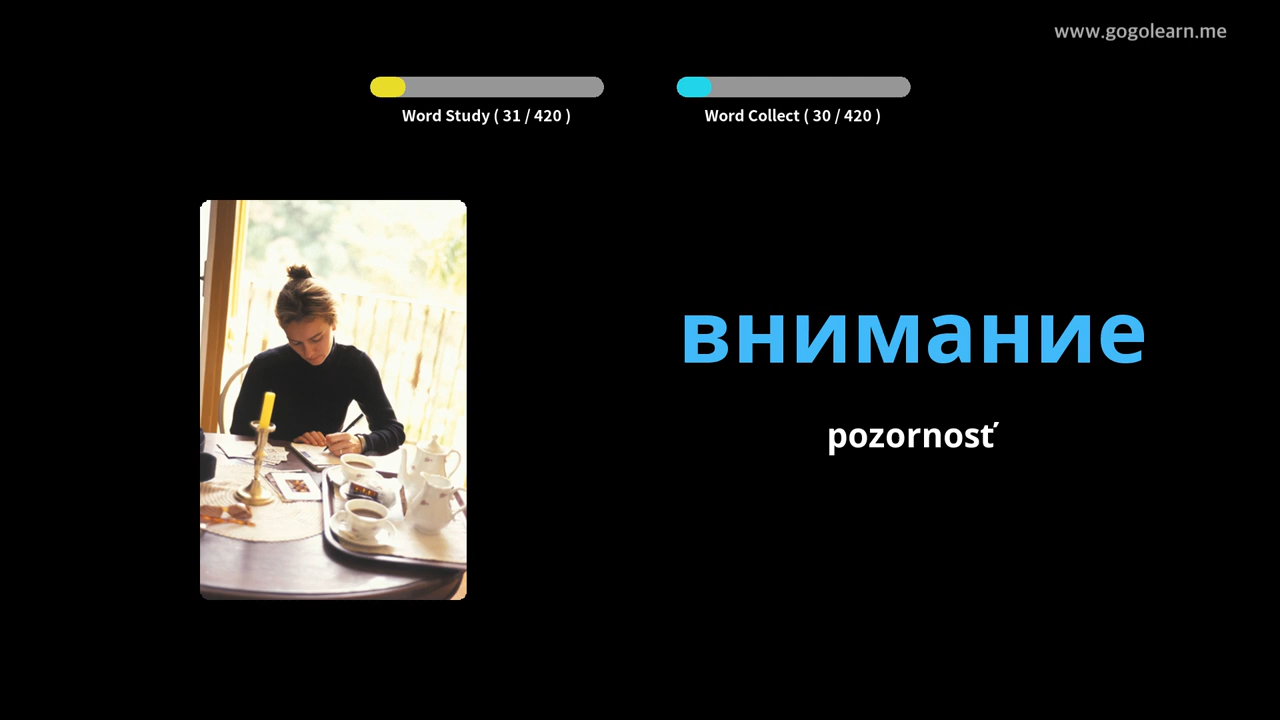 www.gogolearn.me
Word Study ( 31 / 420 )
Word Collect ( 30 / 420 )
внимание
pozornosť